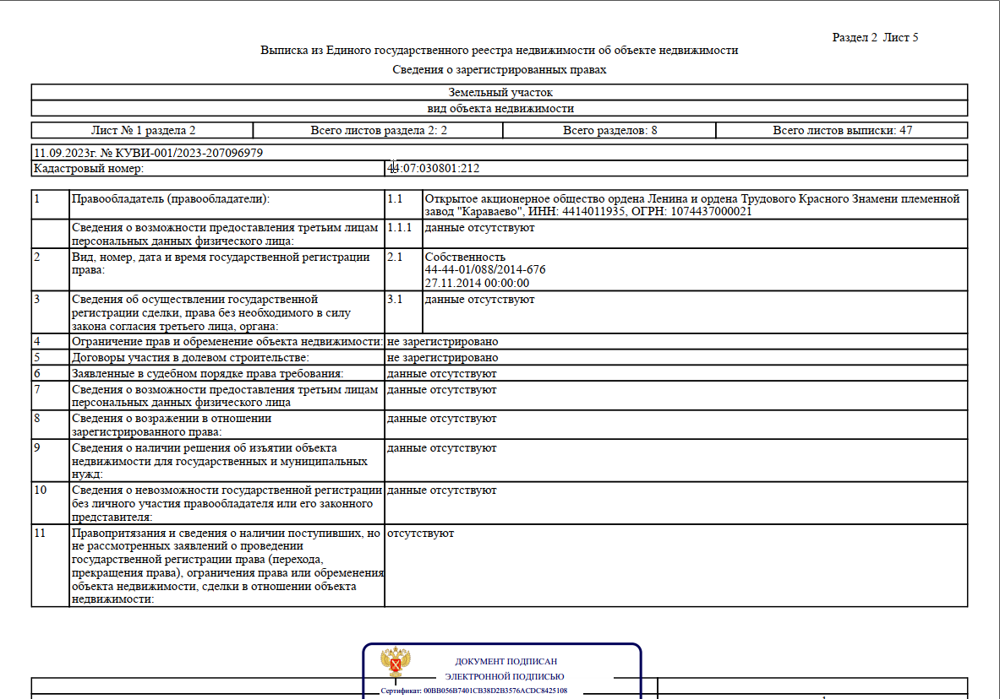 Раздел 2 Лист 5
Выписка из Единого государственного реестра недвижимости об объекте недвижимости
Сведения о зарегистрированных правах
Земельный участок
вид объекта недвижимости
Лист № 1 раздела 2 Всего листов раздела 2: 2 Всего разделов: 8 Всего листов выписки: 47
11.09.2023г. № КУВИ-001/2023-207096979
Кадастровый номер: 44:07:030801:212
1 Правообладатель (правообладатели): 1.1 Открытое акционерное общество ордена Ленина и ордена Трудового Красного Знамени племенной
завод "Караваево", ИНН: 4414011935, ОГРН: 1074437000021
Сведения о возможности предоставления третьим лицам 1.1.1 данные отсутствуют
персональных данных физического лица:
2 Вид, номер, дата и время государственной регистрации 2.1 Собственность
права: 44-44-01/088/2014-676
27.11.2014 00:00:00
3 Сведения об осуществлении государственной 3.1 данные отсутствуют
регистрации сделки, права без необходимого в силу
закона согласия третьего лица, органа:
4 Ограничение прав и обременение объекта недвижимости: не зарегистрировано
5 Договоры участия в долевом строительстве: не зарегистрировано
6 Заявленные в судебном порядке права требования: данные отсутствуют
7 Сведения о возможности предоставления третьим лицам данные отсутствуют
персональных данных физического лица
8 Сведения о возражении в отношении данные отсутствуют
зарегистрированного права:
9 Сведения о наличии решения об изъятии объекта данные отсутствуют
недвижимости для государственных и муниципальных
нужд:
10 Сведения о невозможности государственной регистрации данные отсутствуют
без личного участия правообладателя или его законного
представителя:
11 Правопритязания и сведения о наличии поступивших, но отсутствуют
не рассмотренных заявлений о проведении
государственной регистрации права (перехода,
прекращения права), ограничения права или обременения
объекта недвижимости, сделки в отношении объекта
недвижимости:
ДОКУМЕНТ ПОДПИСАН
ЭЛЕКТРОННОЙ ПОДПИСЬЮ
Сертификат: 00BB056B7401CB38D2B3576ACDC8425108